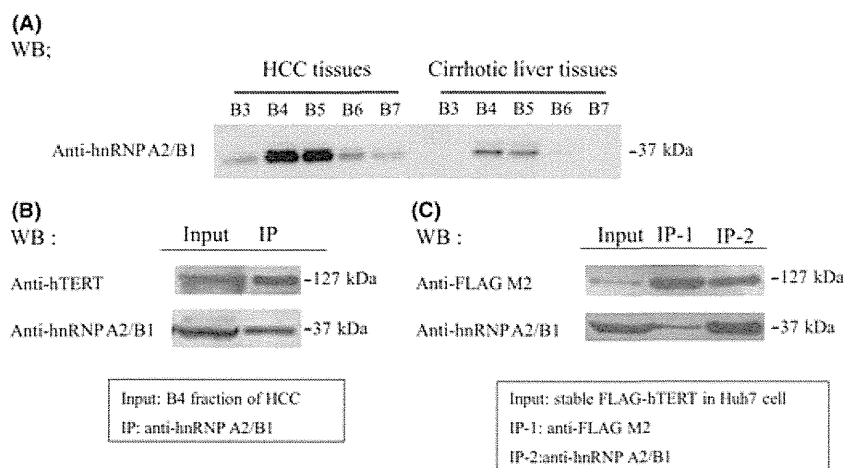 (A)
WB;
HCC tissues Cirrhotic liver tissues
B3 B4 B5 B6 B7 B3 B4 B5 B6 B7
Anti-hnRNP A2/B1 -37 kDa
(B)
WB :
Input IP
Anti-hTERT -127 kDa
Anti-hnRNP A2/B1 -37 kDa
Input: B4 fraction of HCC
IP: anti-hnRNP A2/B1
(C)
WB :
Input IP-1 IP-2
Anti-FLAG M2 -127 kDa
Anti-hnRNP A2/B1 -37 kDa
Input: stable FLAG-hTERT in Huh7 cell
IP-1: anti-FLAG M2
IP-2:anti-hnRNP A2/B1